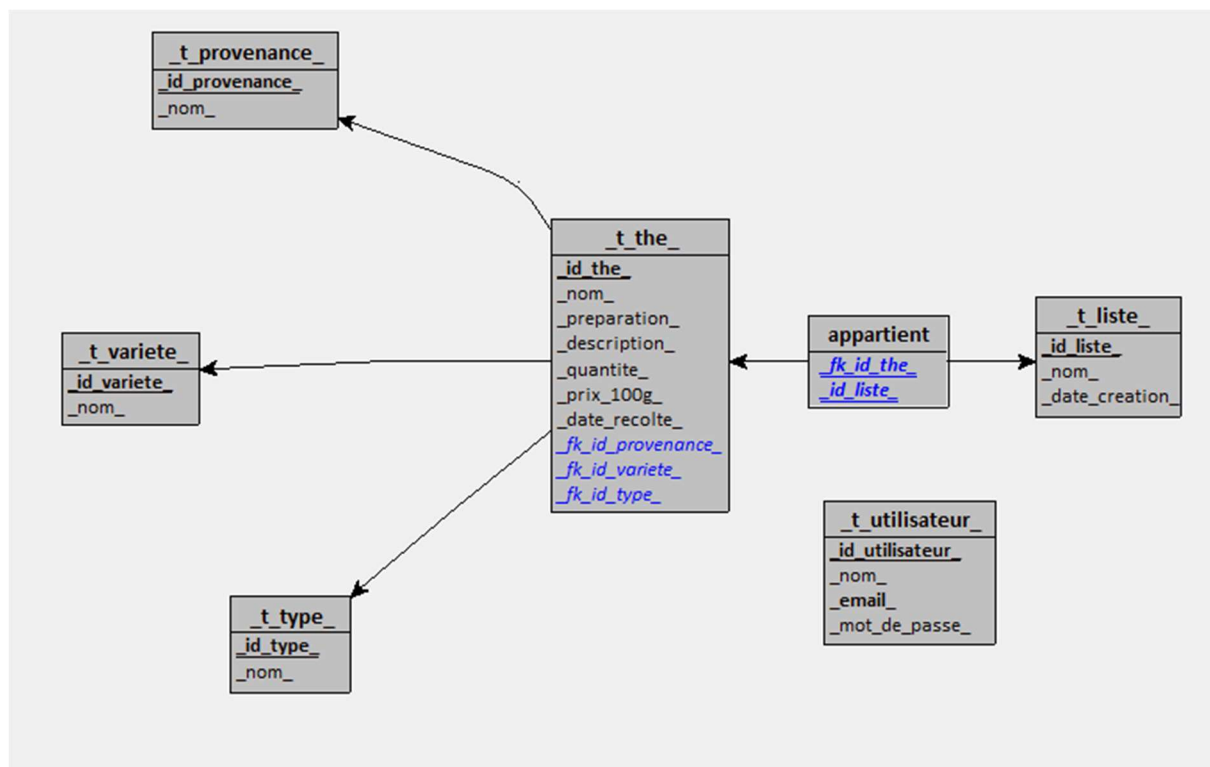 _t_provenance_
_id_provenance_
_nom_
_t_the_
_id_the_
_nom_
_preparation_
_description_
_quantite_
_prix_100g_
_date_recolte_
_fk_id_provenance_
_fk_id_variete_
_fk_id_type_
_t_variete_
_id_variete_
_nom_
appartient
_fk_id_the_
_id_liste_
_t_liste_
_id_liste_
_nom_
_date_creation_
_t_utilisateur_
_id_utilisateur_
_nom_
_email_
_mot_de_passe_
_t_type_
_id_type_
_nom_